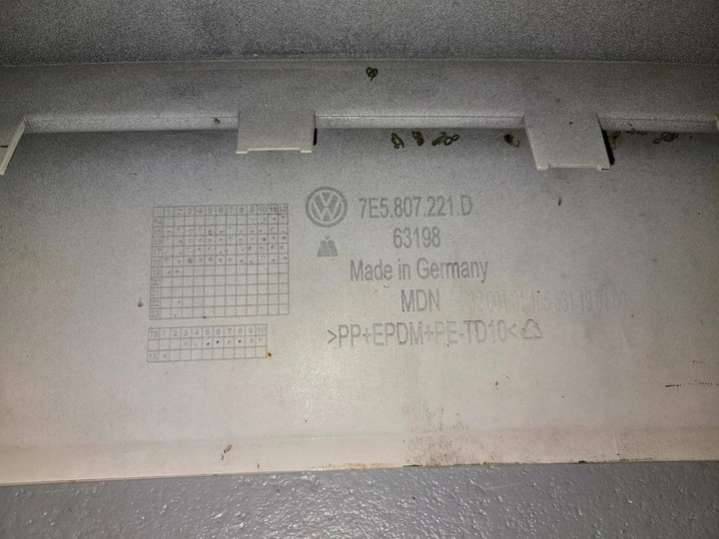 7E5.807.221.D
63198
Made in Germany
MDN
>PP+EPDM+PE-TD10<